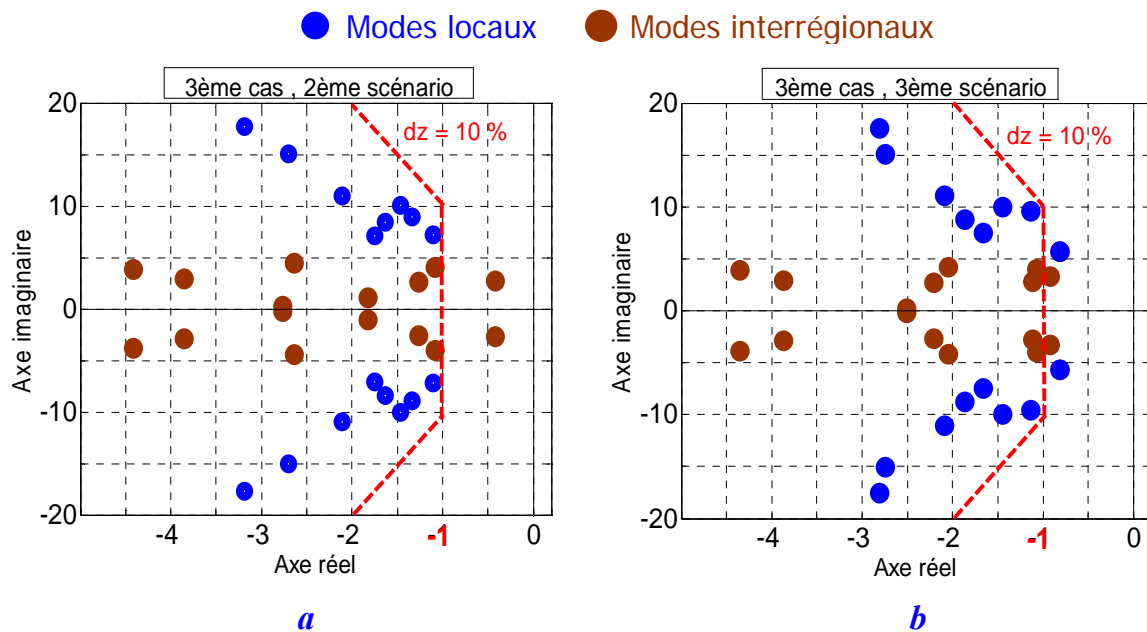 Modes locaux Modes interrégionaux
3ème cas , 2ème scénario
dz = 10 %
20
10
0
-10
-20
-4 -3 -2 -1 0
Axe imaginaire
Axe réel
a
3ème cas , 3ème scénario
dz = 10 %
20
10
0
-10
-20
-4 -3 -2 -1 0
Axe imaginaire
Axe réel
b